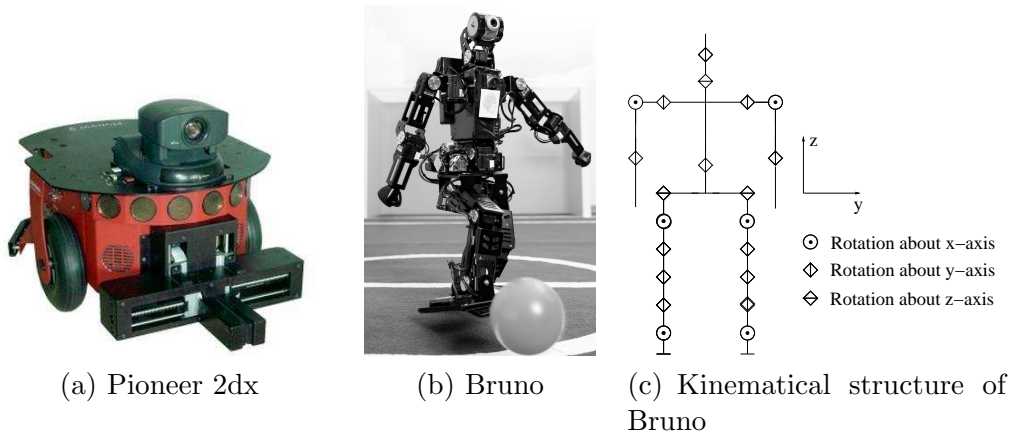 z
y
Rotation about x−axis
Rotation about y−axis
Rotation about z−axis
(a) Pioneer 2dx
(b) Bruno
(c) Kinematical structure of
Bruno